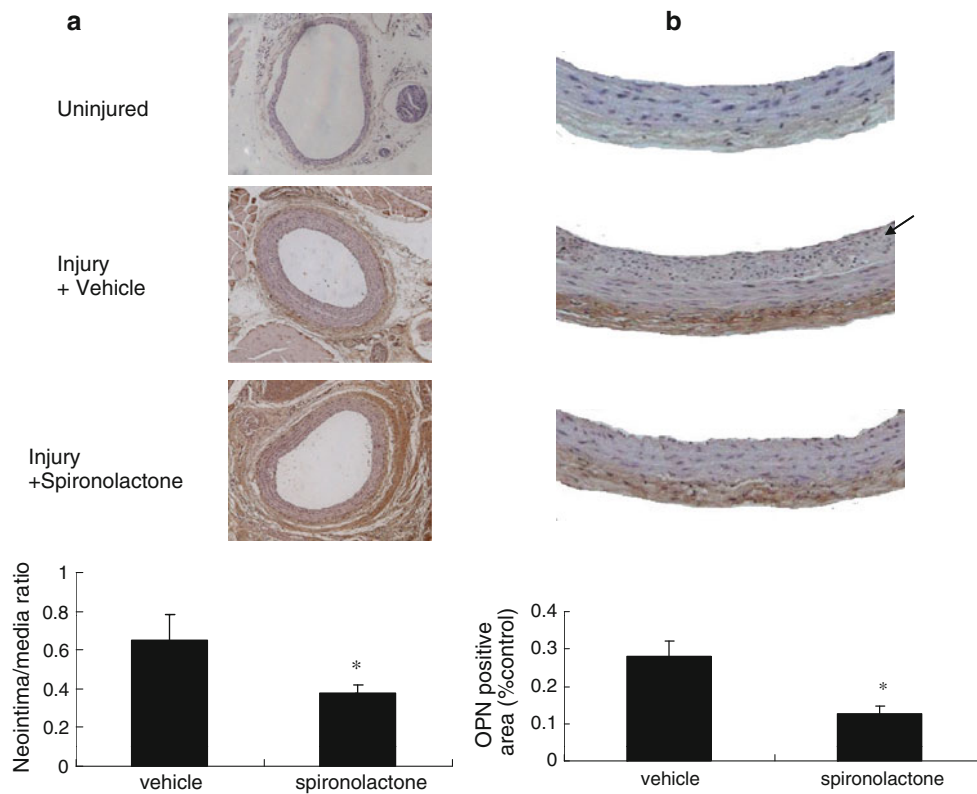 a
b
Uninjured
Injury
+ Vehicle
Injury
+Spironolactone
Neointima/media ratio
1
0.8
0.6
0.4
0.2
0
*
vehicle
spironolactone
OPN positive
area (%control)
0.4
0.3
0.2
0.1
0
*
vehicle
spironolactone